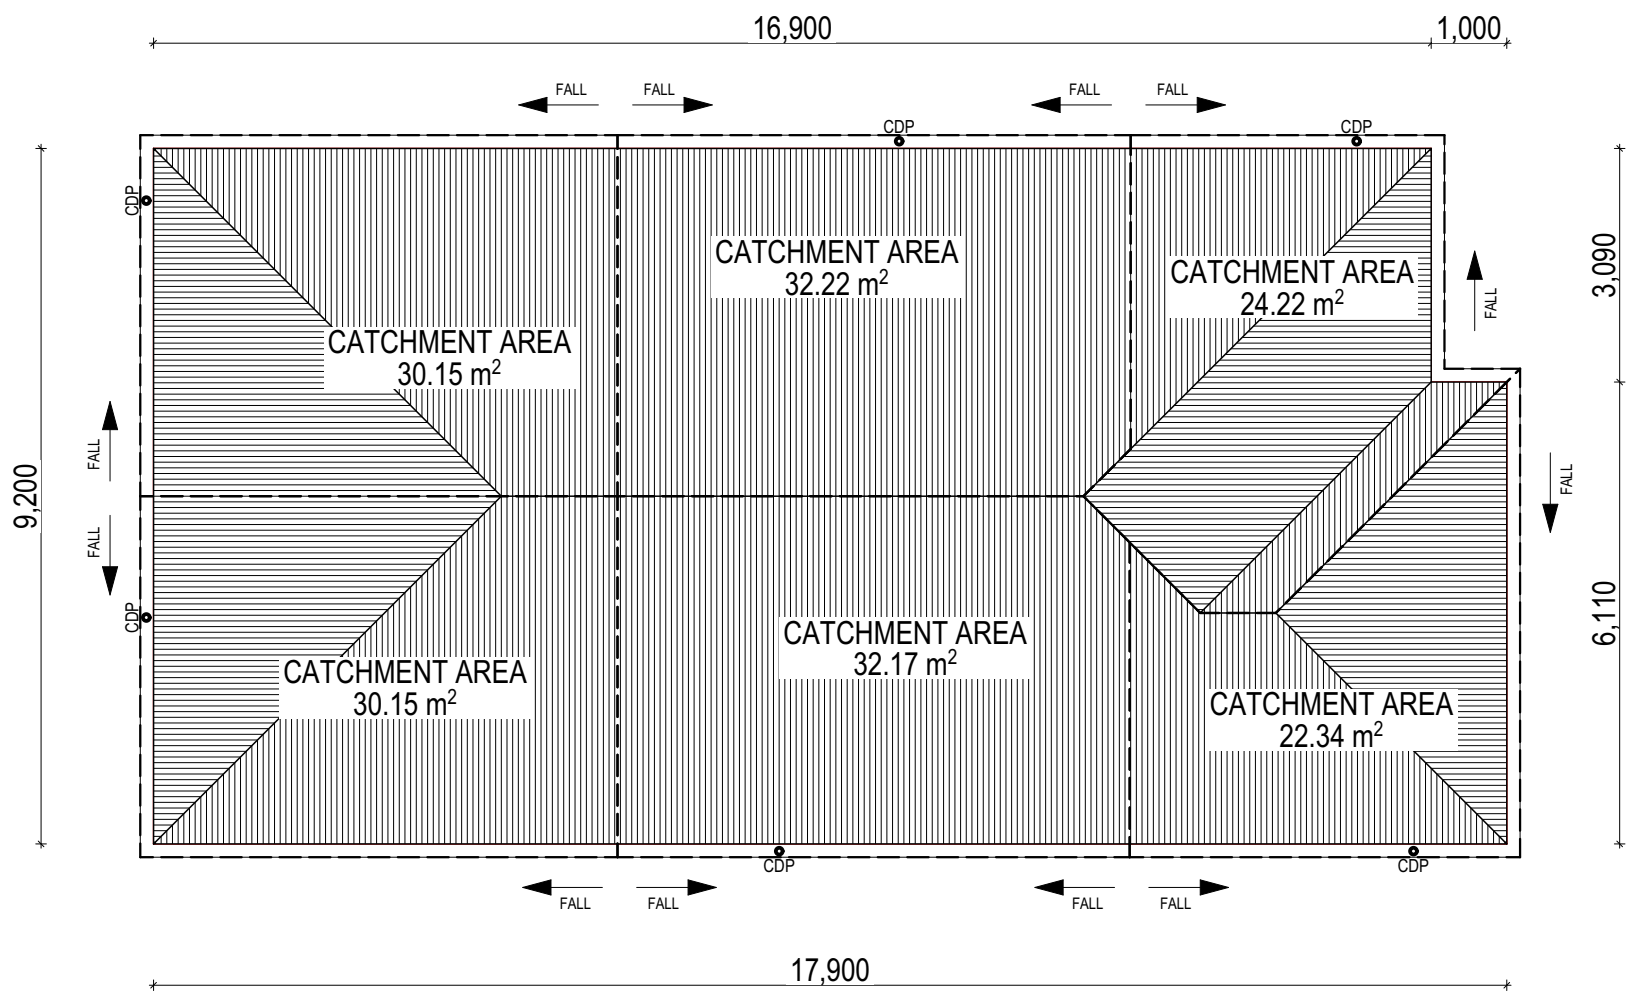 16,900
1,000
FALL
FALL
FALL
FALL
CDP
CDP
CDP
CATCHMENT AREA
32.22 m²
CATCHMENT AREA
24.22 m²
3,090
FALL
CATCHMENT AREA
30.15 m²
FALL
9,200
FALL
FALL
CDP
CATCHMENT AREA
32.17 m²
6,110
CATCHMENT AREA
30.15 m²
CATCHMENT AREA
22.34 m²
CDP
CDP
FALL
FALL
FALL
FALL
17,900